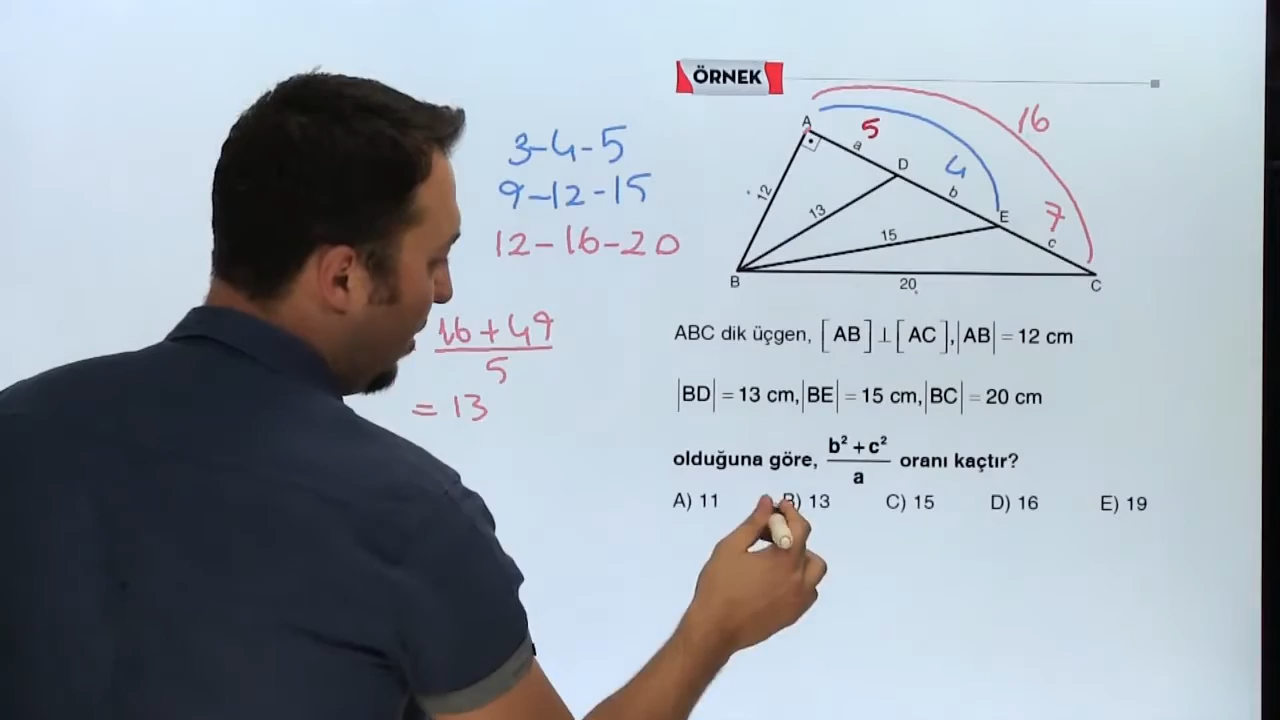 ÖRNEK
3-4-5
9-12-15
12-16-20
16+49
5
= 13
16
A
5
a
D
4
b
E
7
c
12
13
15
B
20
C
ABC dik üçgen, [AB]⊥[AC], |AB| = 12 cm
|BD| = 13 cm, |BE| = 15 cm, |BC| = 20 cm
olduğuna göre, b² + c² / a oranı kaçtır?
A) 11 B) 13 C) 15 D) 16 E) 19